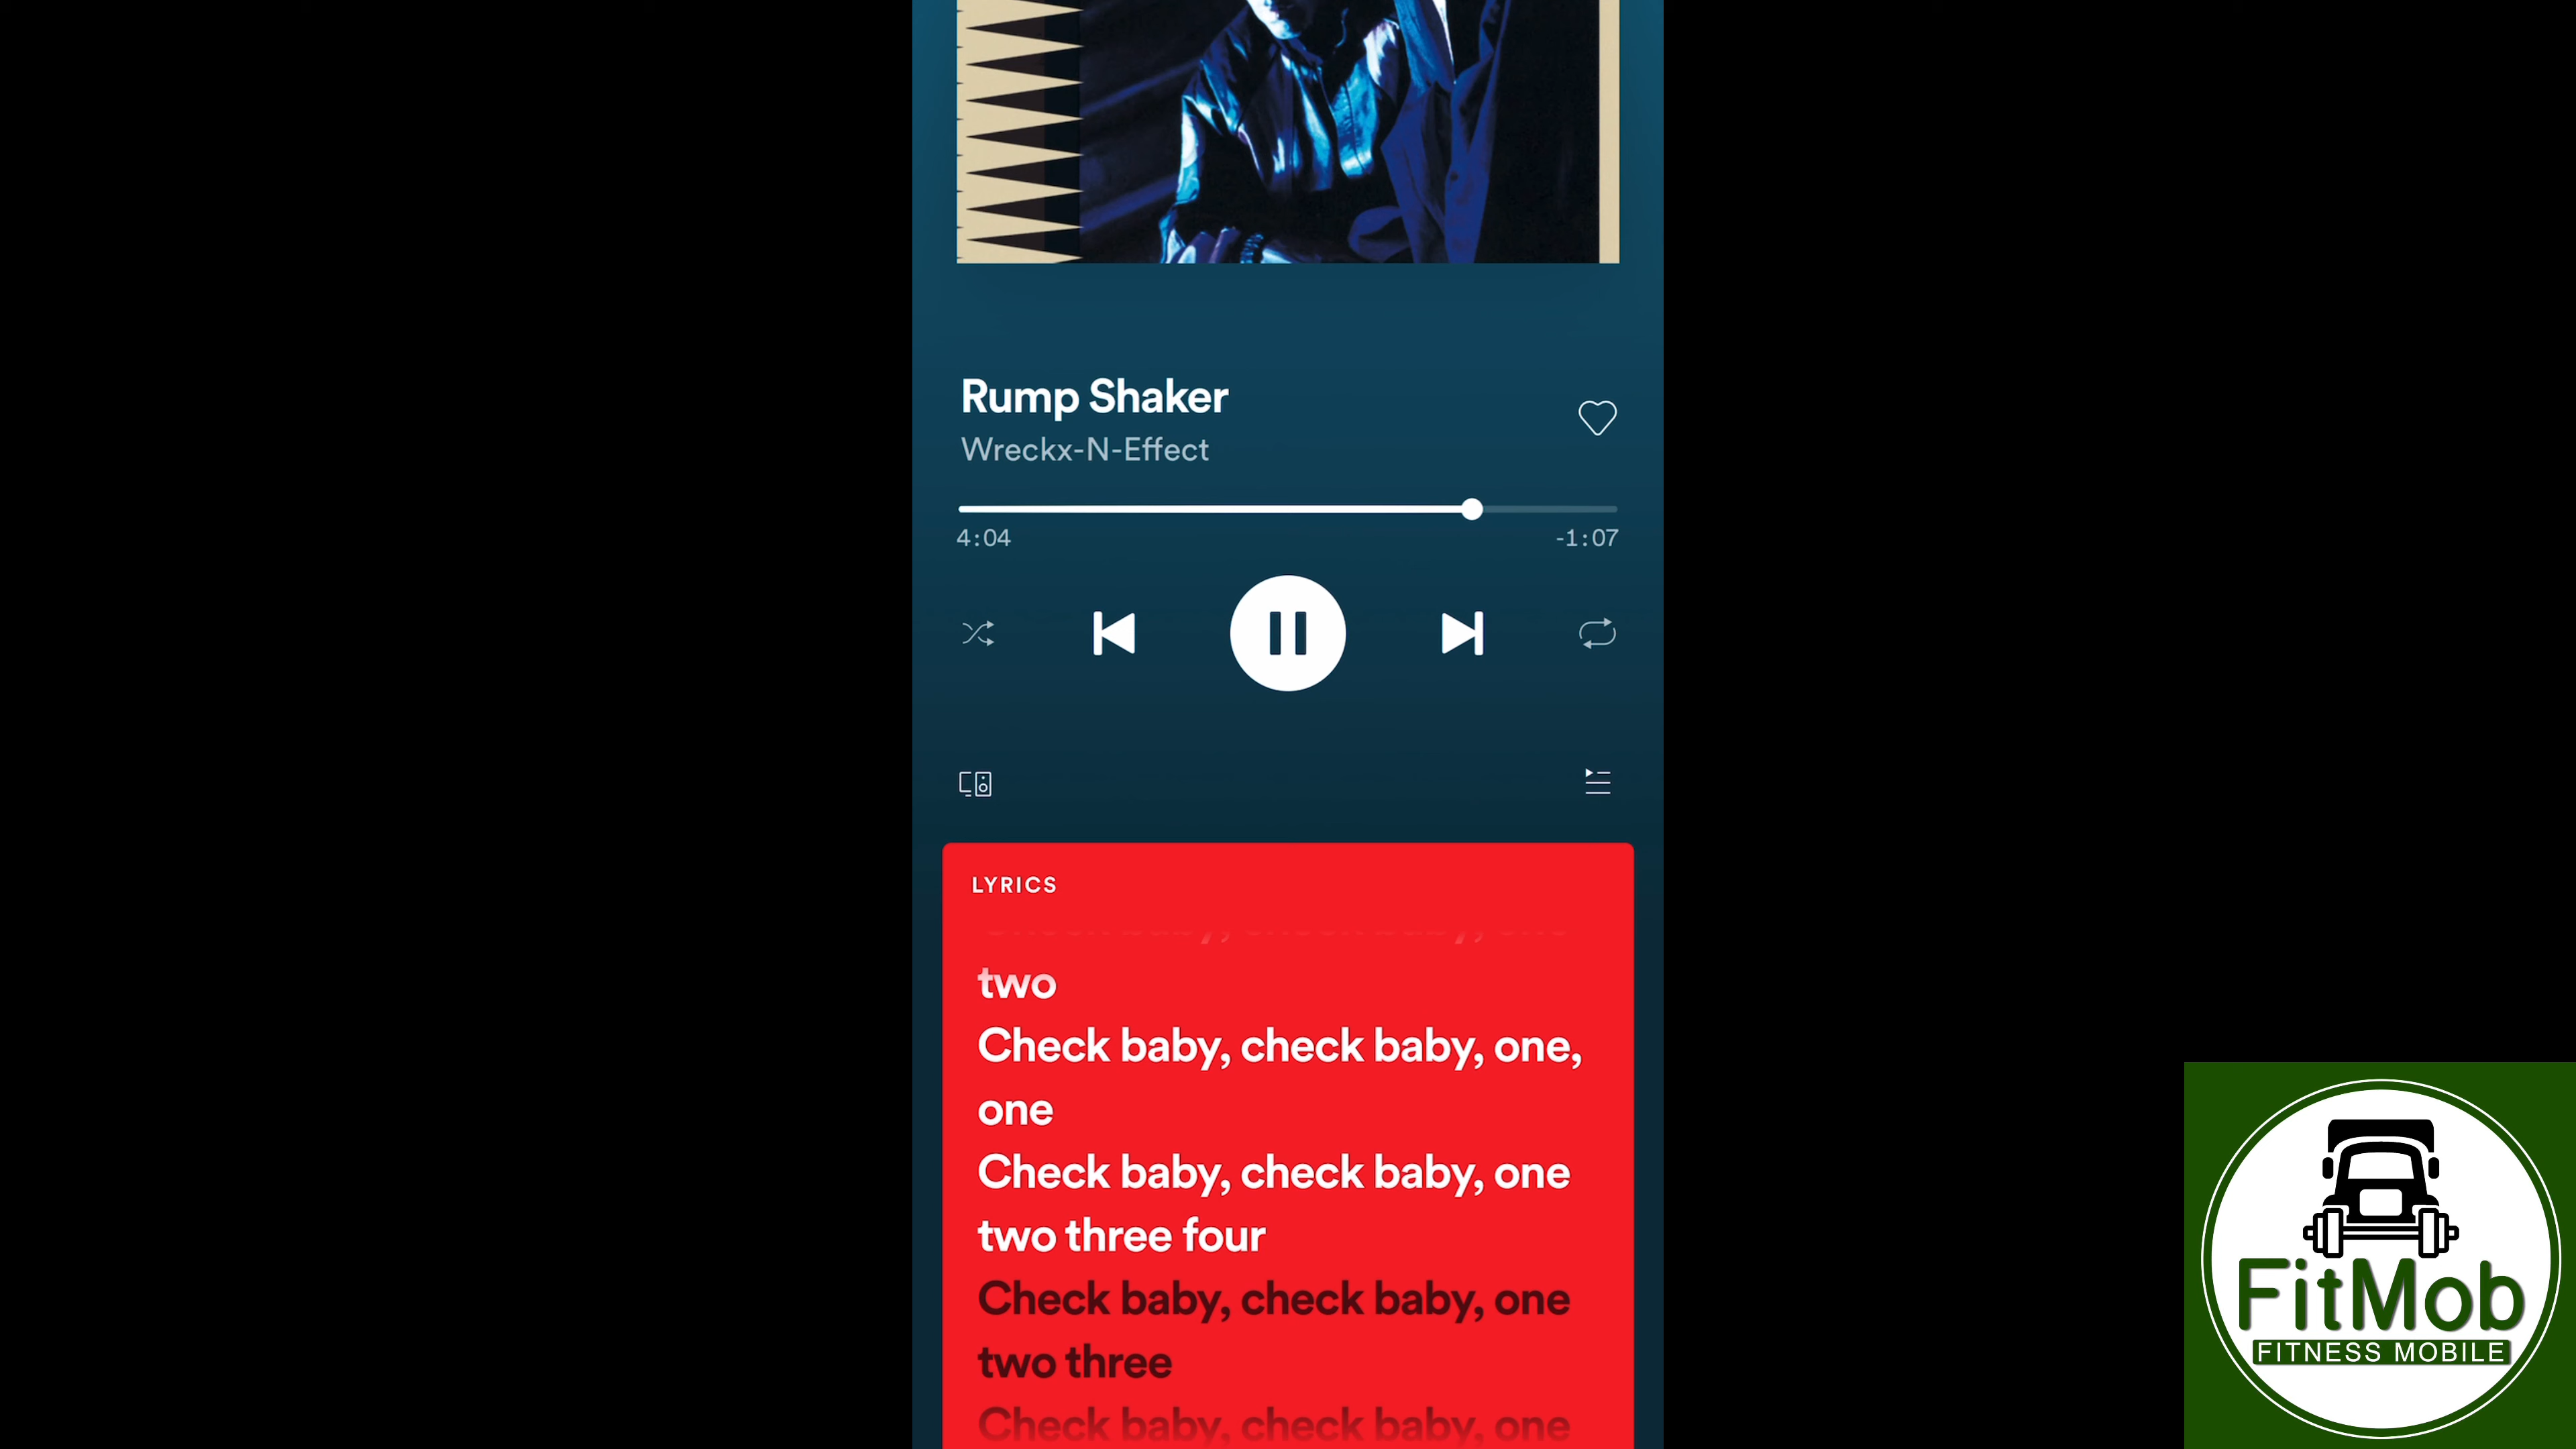 Rump Shaker
Wreckx-N-Effect
4:04
-1:07
LYRICS
two
Check baby, check baby, one,
one
Check baby, check baby, one
two three four
Check baby, check baby, one
two three
Check baby, check baby, one
FitMob
FITNESS MOBILE